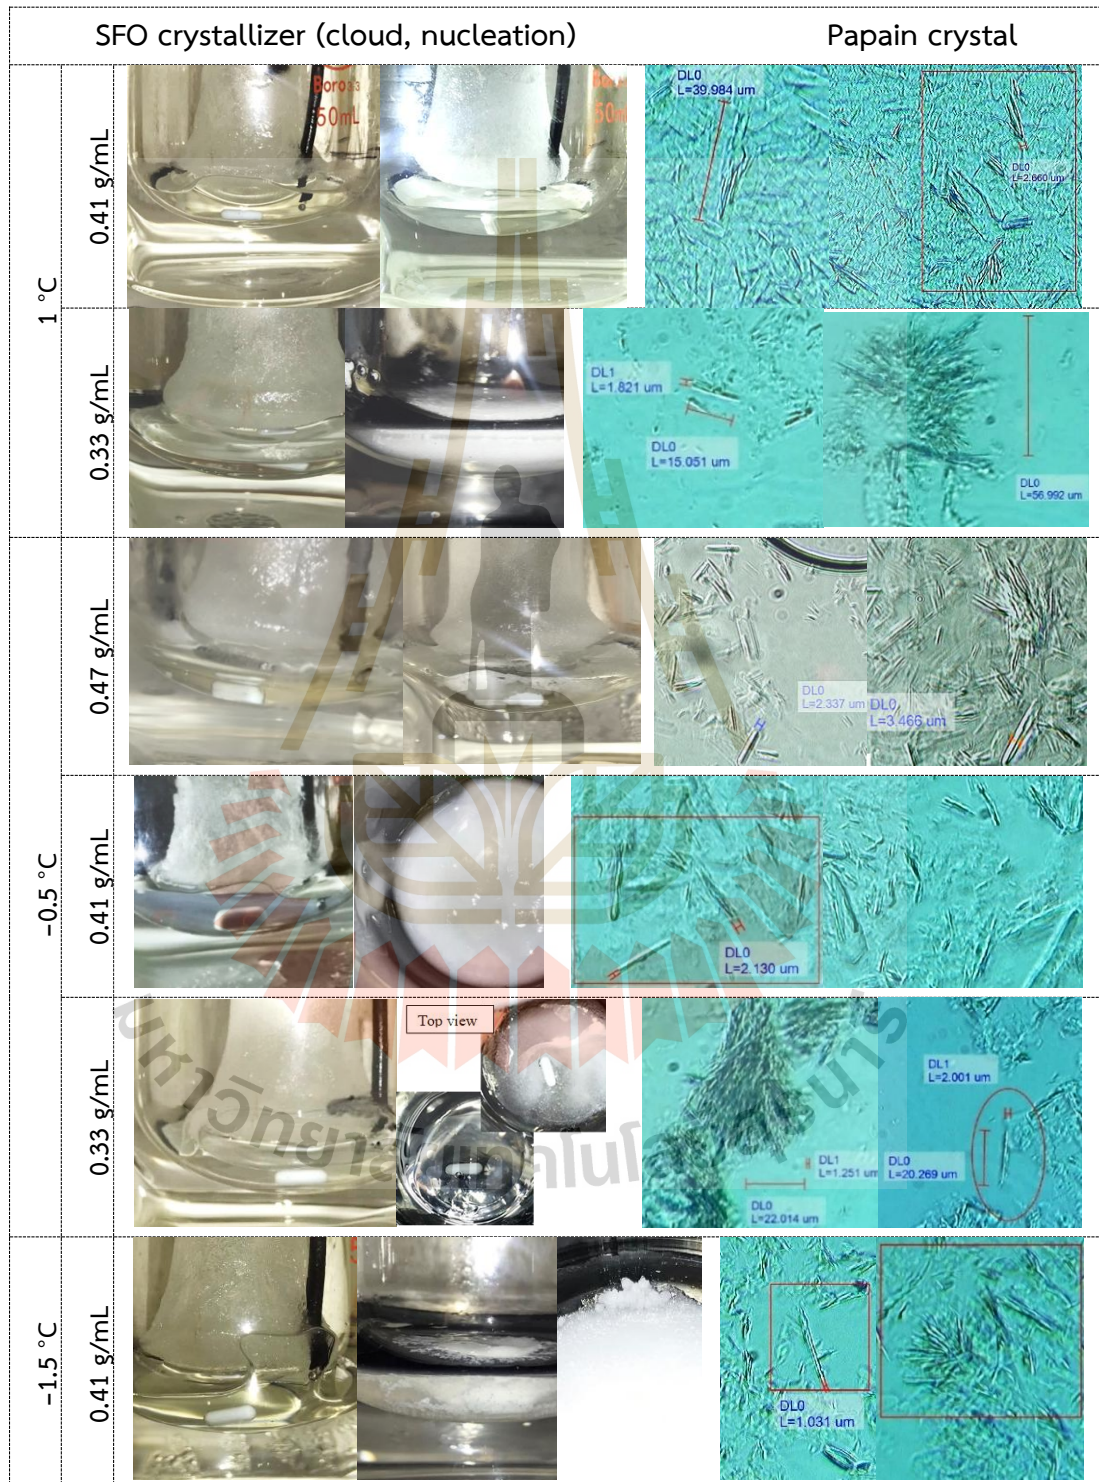 SFO crystallizer (cloud, nucleation)
Papain crystal
1 °C
0.41 g/mL
Boro 3.3
50mL
50m
DL0
L=39.984 um
DL0
L=2.660 um
0.33 g/mL
DL1
L=1.821 um
DL0
L=15.051 um
DL0
L=56.992 um
−0.5 °C
0.47 g/mL
DL0
L=2.337 um
DL0
L=3.466 um
0.41 g/mL
DL0
L=2.130 um
0.33 g/mL
Top view
DL1
L=1.251 um
DL0
L=22.014 um
DL1
L=2.001 um
DL0
L=20.269 um
−1.5 °C
0.41 g/mL
DL0
L=1.031 um